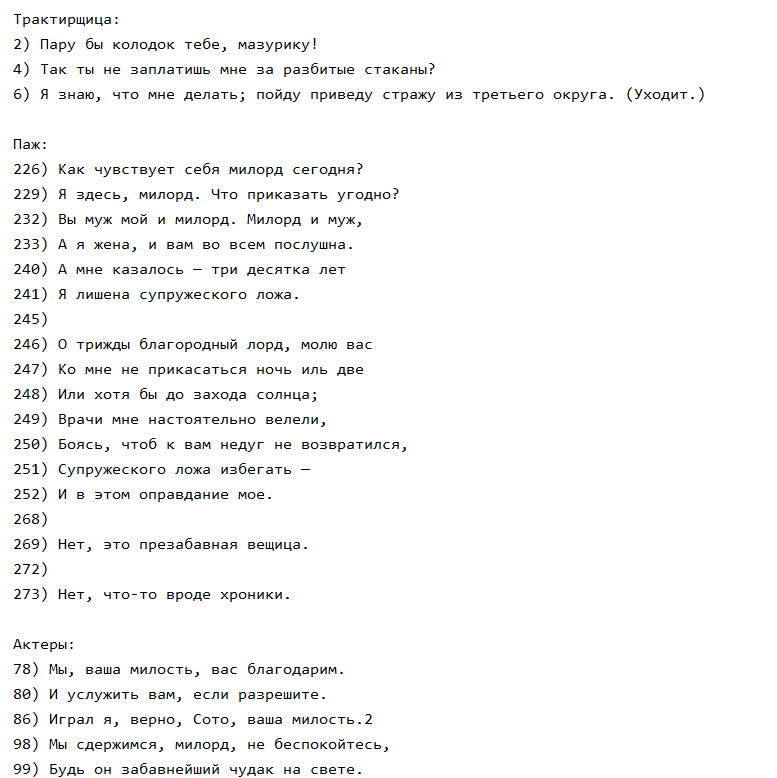 Трактирщица:
2) Пару бы колодок тебе, мазурику!
4) Так ты не заплатишь мне за разбитые стаканы?
6) Я знаю, что мне делать; пойду приведу стражу из третьего округа. (Уходит.)
Паж:
226) Как чувствует себя милорд сегодня?
229) Я здесь, милорд. Что приказать угодно?
232) Вы муж мой и милорд. Милорд и муж,
233) А я жена, и вам во всем послушна.
240) А мне казалось — три десятка лет
241) Я лишена супружеского ложа.
245)
246) О трижды благородный лорд, молю вас
247) Ко мне не прикасаться ночь иль две
248) Или хотя бы до захода солнца;
249) Врачи мне настоятельно велели,
250) Боясь, чтоб к вам недуг не возвратился,
251) Супружеского ложа избегать —
252) И в этом оправдание мое.
268)
269) Нет, это презабавная вещица.
272)
273) Нет, что-то вроде хроники.
Актеры:
78) Мы, ваша милость, вас благодарим.
80) И услужить вам, если разрешите.
86) Играл я, верно, Сото, ваша милость.2
98) Мы сдержимся, милорд, не беспокойтесь,
99) Будь он забавнейший чудак на свете.